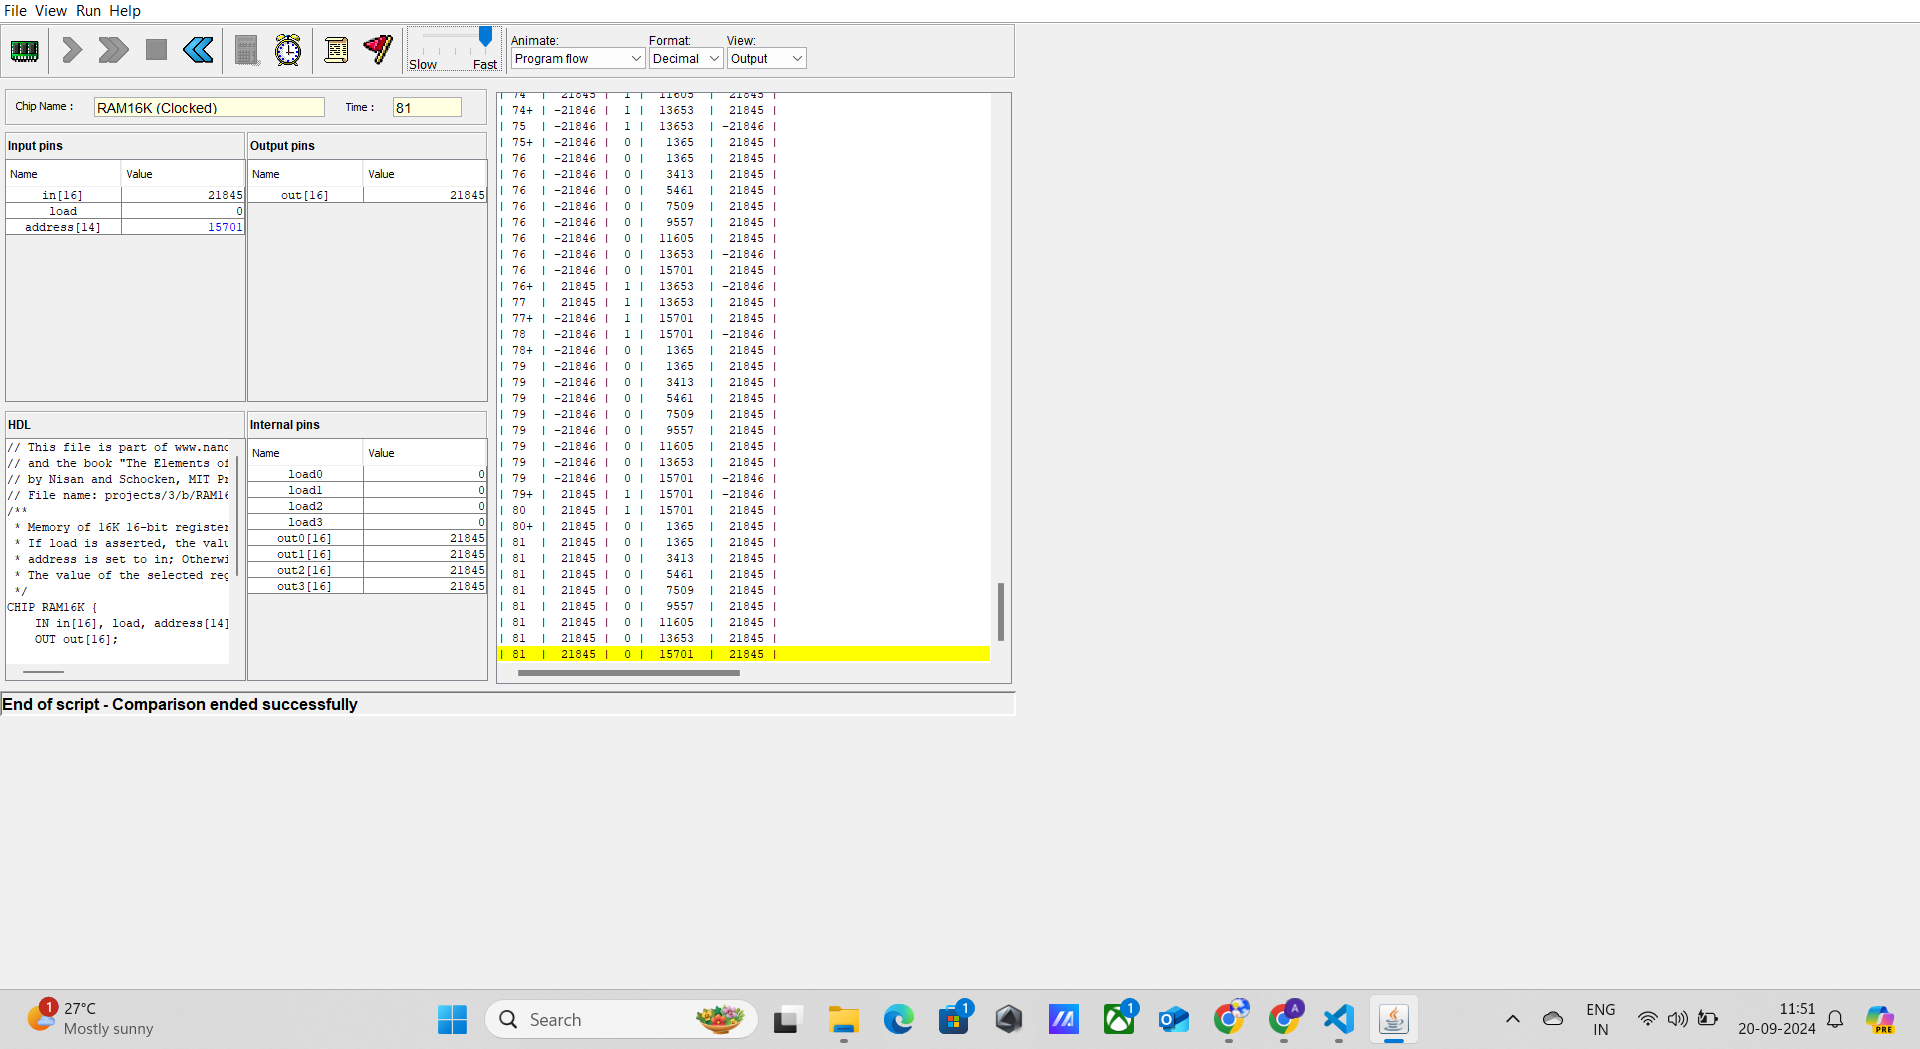 File View Run Help
Slow Fast
Animate:
Program flow
Format:
Decimal
View:
Output
Chip Name :
RAM16K (Clocked)
Time :
81
Input pins
Name Value
in[16] 21845
load 0
address[14] 15701
Output pins
Name Value
out[16] 21845
HDL
// This file is part of www.nanc
// and the book "The Elements of
// by Nisan and Schocken, MIT Pr
// File name: projects/3/b/RAM16
/**
* Memory of 16K 16-bit register
* If load is asserted, the valu
* address is set to in; Otherwi
* The value of the selected reg
*/
CHIP RAM16K {
IN in[16], load, address[14]
OUT out[16];
Internal pins
Name Value
load0 0
load1 0
load2 0
load3 0
out0[16] 21845
out1[16] 21845
out2[16] 21845
out3[16] 21845
| 74 | 21845 | 1 | 11605 | 21845 |
| 74+ | -21846 | 1 | 13653 | 21845 |
| 75 | -21846 | 1 | 13653 | -21846 |
| 75+ | -21846 | 0 | 1365 | 21845 |
| 76 | -21846 | 0 | 1365 | 21845 |
| 76 | -21846 | 0 | 3413 | 21845 |
| 76 | -21846 | 0 | 5461 | 21845 |
| 76 | -21846 | 0 | 7509 | 21845 |
| 76 | -21846 | 0 | 9557 | 21845 |
| 76 | -21846 | 0 | 11605 | 21845 |
| 76 | -21846 | 0 | 13653 | -21846 |
| 76 | -21846 | 0 | 15701 | 21845 |
| 76+ | 21845 | 1 | 13653 | -21846 |
| 77 | 21845 | 1 | 13653 | 21845 |
| 77+ | -21846 | 1 | 15701 | 21845 |
| 78 | -21846 | 1 | 15701 | -21846 |
| 78+ | -21846 | 0 | 1365 | 21845 |
| 79 | -21846 | 0 | 1365 | 21845 |
| 79 | -21846 | 0 | 3413 | 21845 |
| 79 | -21846 | 0 | 5461 | 21845 |
| 79 | -21846 | 0 | 7509 | 21845 |
| 79 | -21846 | 0 | 9557 | 21845 |
| 79 | -21846 | 0 | 11605 | 21845 |
| 79 | -21846 | 0 | 13653 | 21845 |
| 79 | -21846 | 0 | 15701 | -21846 |
| 79+ | 21845 | 1 | 15701 | -21846 |
| 80 | 21845 | 1 | 15701 | 21845 |
| 80+ | 21845 | 0 | 1365 | 21845 |
| 81 | 21845 | 0 | 1365 | 21845 |
| 81 | 21845 | 0 | 3413 | 21845 |
| 81 | 21845 | 0 | 5461 | 21845 |
| 81 | 21845 | 0 | 7509 | 21845 |
| 81 | 21845 | 0 | 9557 | 21845 |
| 81 | 21845 | 0 | 11605 | 21845 |
| 81 | 21845 | 0 | 13653 | 21845 |
| 81 | 21845 | 0 | 15701 | 21845 |
End of script - Comparison ended successfully
1
27°C
Mostly sunny
Search
1
1
A
ENG
IN
11:51
20-09-2024
PRE